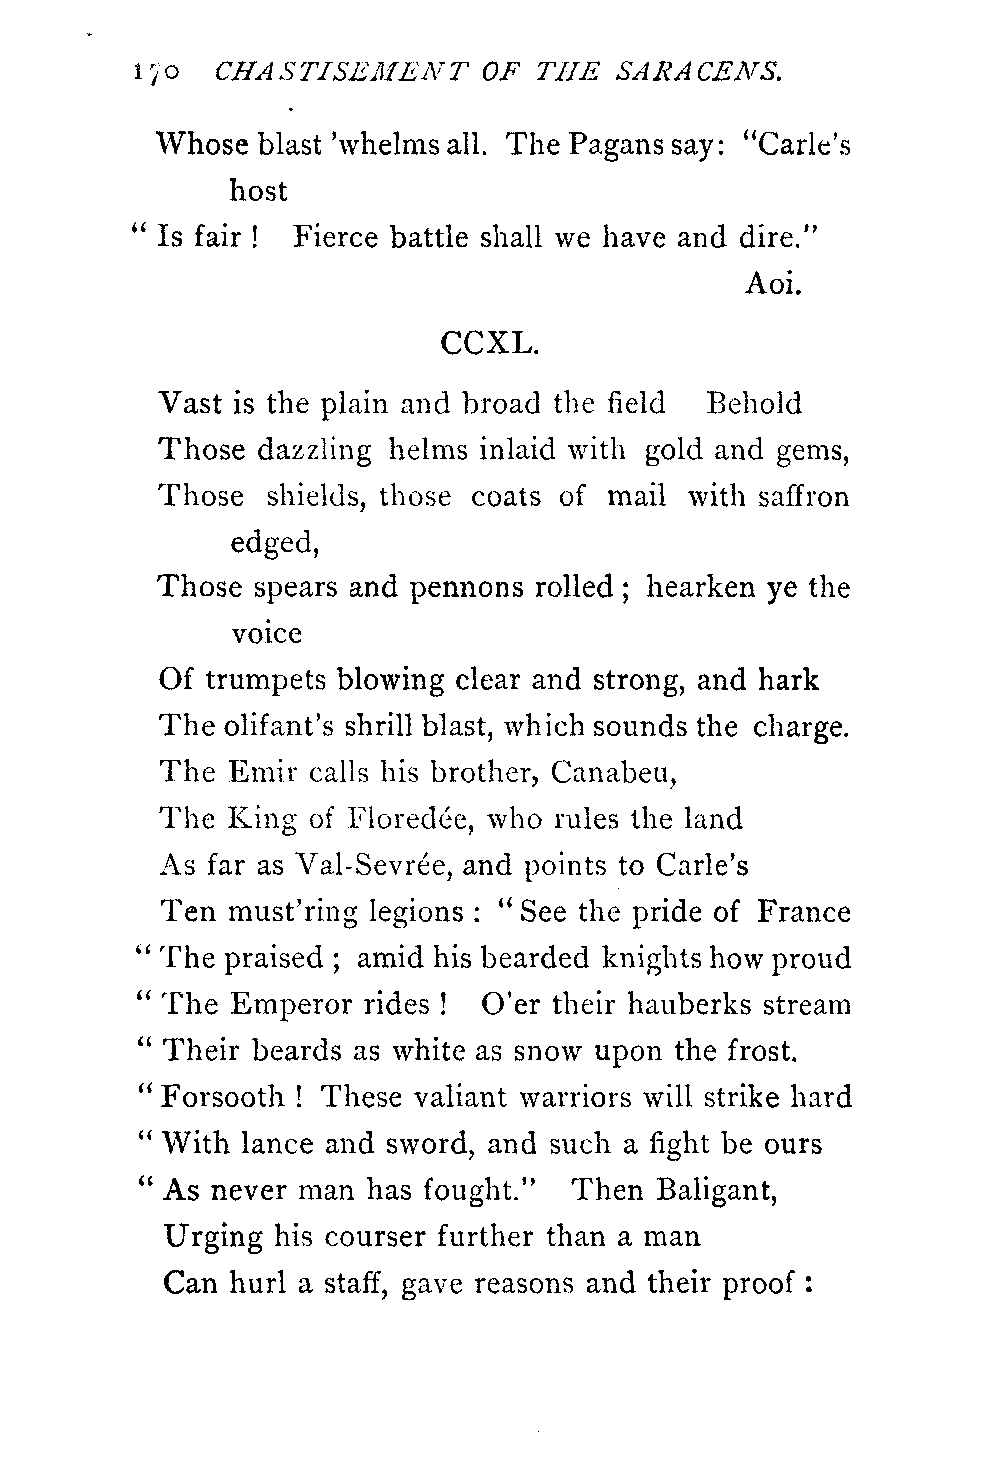 170 CHASTISEMENT OF THE SARACENS.
Whose blast 'whelms all. The Pagans say: "Carle's
host
" Is fair ! Fierce battle shall we have and dire."
Aoi.
CCXL.
Vast is the plain and broad the field Behold
Those dazzling helms inlaid with gold and gems,
Those shields, those coats of mail with saffron
edged,
Those spears and pennons rolled ; hearken ye the
voice
Of trumpets blowing clear and strong, and hark
The olifant's shrill blast, which sounds the charge.
The Emir calls his brother, Canabeu,
The King of Floredée, who rules the land
As far as Val-Sevrée, and points to Carle's
Ten must'ring legions : " See the pride of France
" The praised ; amid his bearded knights how proud
" The Emperor rides ! O'er their hauberks stream
" Their beards as white as snow upon the frost.
" Forsooth ! These valiant warriors will strike hard
" With lance and sword, and such a fight be ours
" As never man has fought." Then Baligant,
Urging his courser further than a man
Can hurl a staff, gave reasons and their proof :